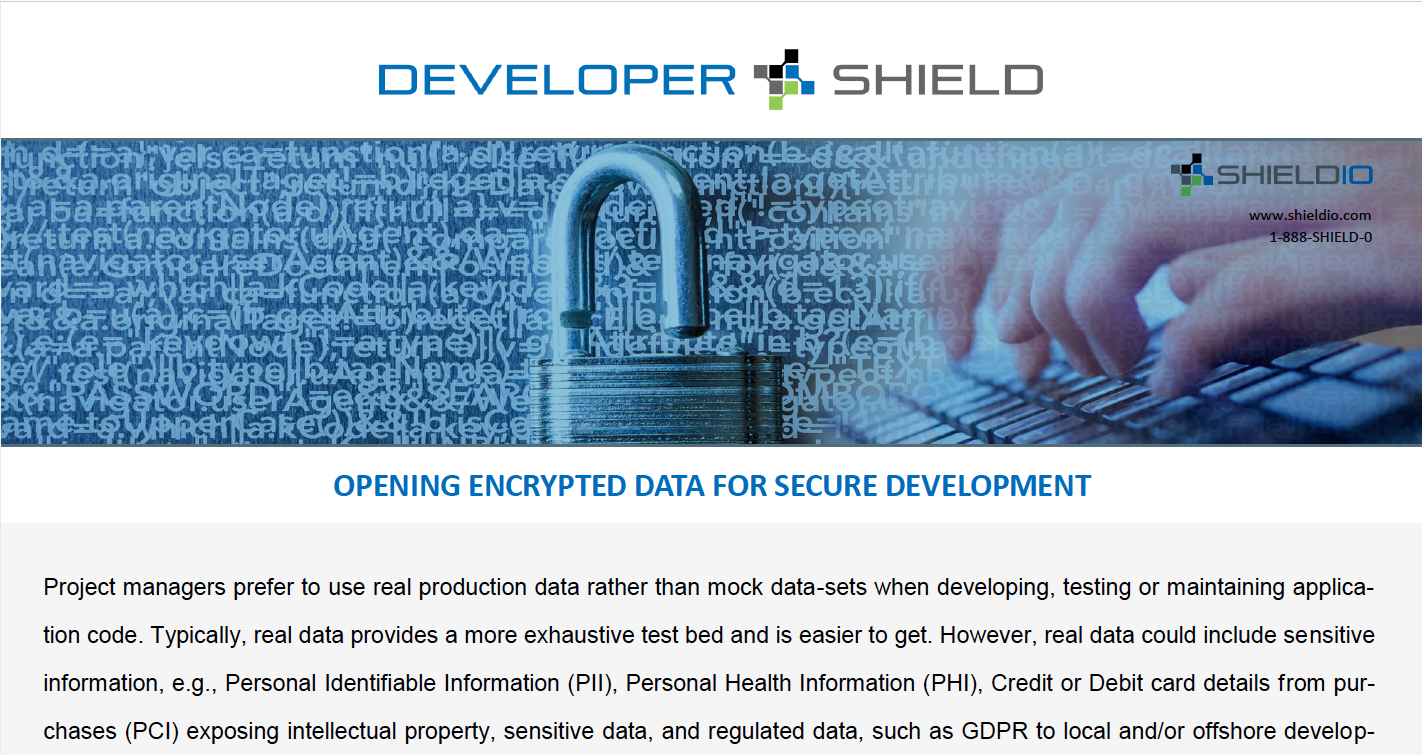 DEVELOPER SHIELD
SHIELDIO
www.shieldio.com
1-888-SHIELD-0
OPENING ENCRYPTED DATA FOR SECURE DEVELOPMENT
Project managers prefer to use real production data rather than mock data-sets when developing, testing or maintaining applica-
tion code. Typically, real data provides a more exhaustive test bed and is easier to get. However, real data could include sensitive
information, e.g., Personal Identifiable Information (PII), Personal Health Information (PHI), Credit or Debit card details from pur-
chases (PCI) exposing intellectual property, sensitive data, and regulated data, such as GDPR to local and/or offshore develop-